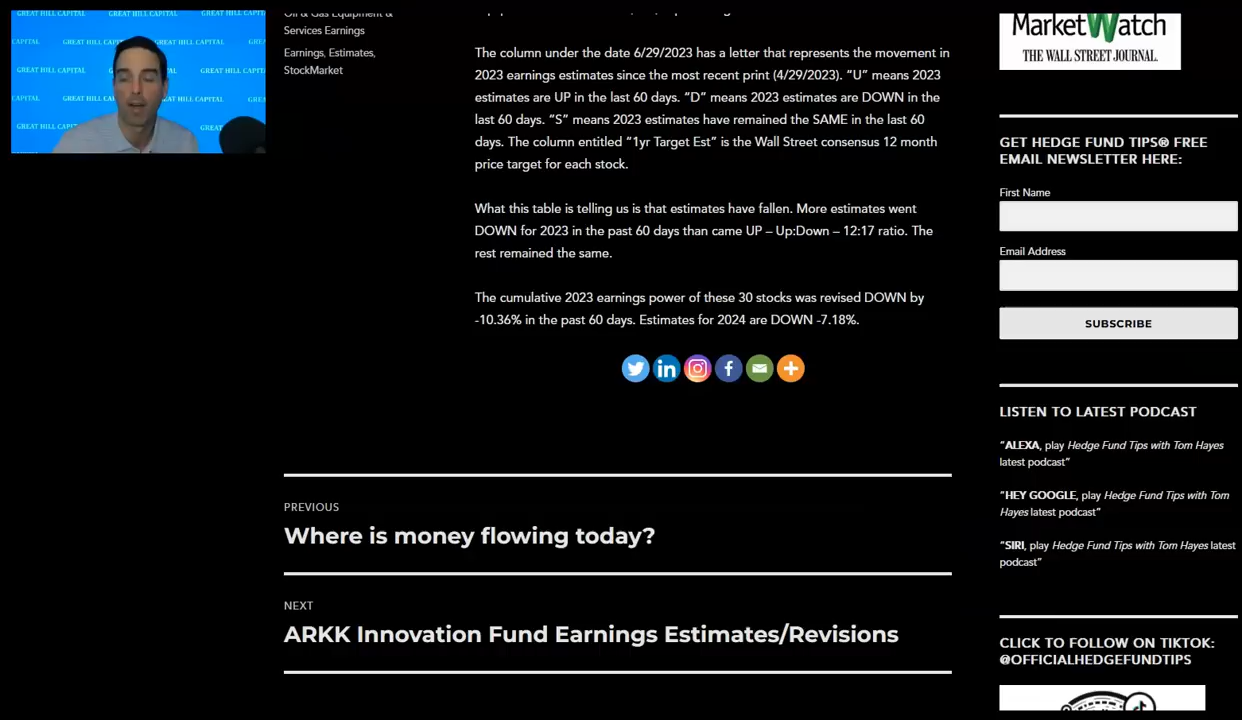 GREAT HILL CAPITAL GREAT HILL CAPITAL GREAT HILL CAPITAL
CAPITAL GREAT HILL CAPITAL GREAT HILL CAPITAL
GREAT HILL CAPITAL GREAT HILL CAPITAL
CAPITAL GREAT HILL CAPITAL
GREAT HILL CAPITAL GREAT
Oil & Gas Equipment &
Services Earnings
Earnings, Estimates,
StockMarket
The column under the date 6/29/2023 has a letter that represents the movement in
2023 earnings estimates since the most recent print (4/29/2023). “U” means 2023
estimates are UP in the last 60 days. “D” means 2023 estimates are DOWN in the
last 60 days. “S” means 2023 estimates have remained the SAME in the last 60
days. The column entitled “1yr Target Est” is the Wall Street consensus 12 month
price target for each stock.
What this table is telling us is that estimates have fallen. More estimates went
DOWN for 2023 in the past 60 days than came UP – Up:Down – 12:17 ratio. The
rest remained the same.
The cumulative 2023 earnings power of these 30 stocks was revised DOWN by
-10.36% in the past 60 days. Estimates for 2024 are DOWN -7.18%.
PREVIOUS
Where is money flowing today?
NEXT
ARKK Innovation Fund Earnings Estimates/Revisions
MarketWatch
THE WALL STREET JOURNAL.
GET HEDGE FUND TIPS® FREE
EMAIL NEWSLETTER HERE:
First Name
Email Address
SUBSCRIBE
LISTEN TO LATEST PODCAST
“ALEXA, play Hedge Fund Tips with Tom Hayes
latest podcast”
“HEY GOOGLE, play Hedge Fund Tips with Tom
Hayes latest podcast”
“SIRI, play Hedge Fund Tips with Tom Hayes latest
podcast”
CLICK TO FOLLOW ON TIKTOK:
@OFFICIALHEDGEFUNDTIPS